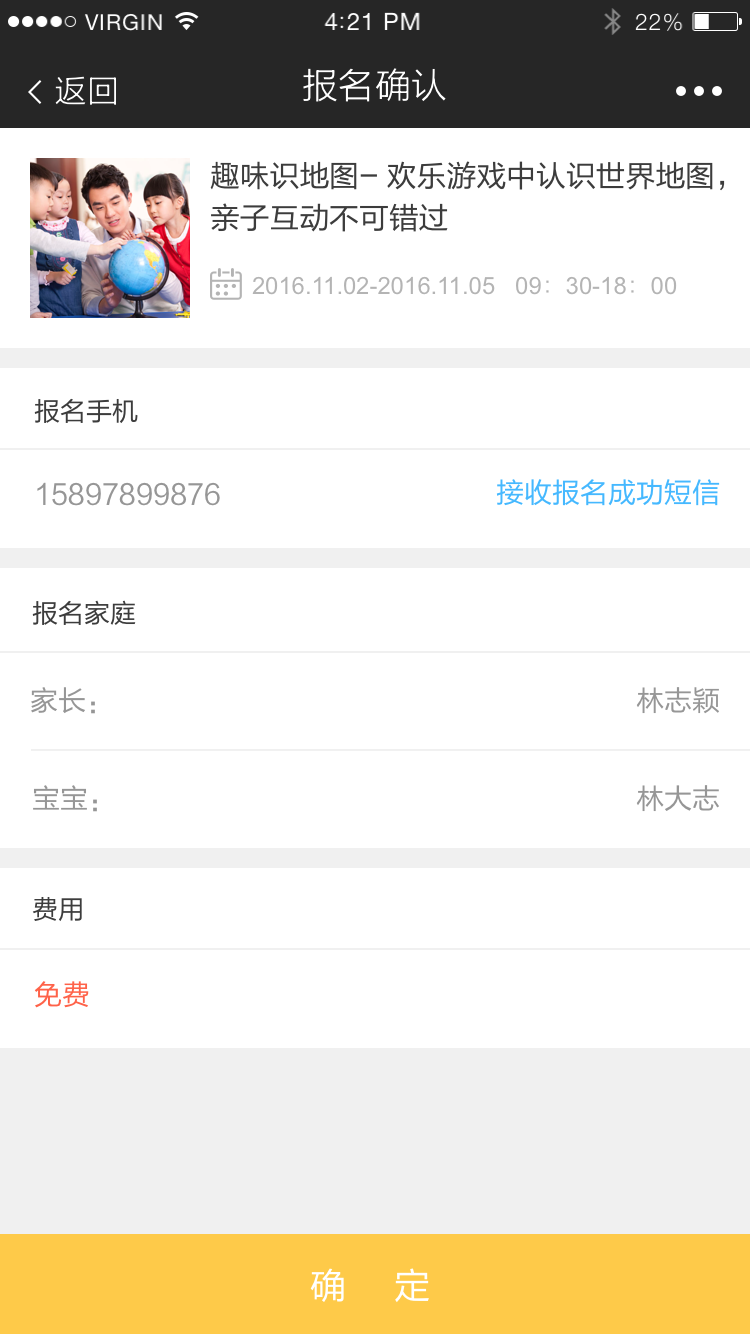 VIRGIN 4:21 PM 22%
返回 报名确认
趣味识地图– 欢乐游戏中认识世界地图，
亲子互动不可错过
2016.11.02-2016.11.05 09：30-18：00
报名手机
15897899876 接收报名成功短信
报名家庭
家长： 林志颖
宝宝： 林大志
费用
免费
确 定